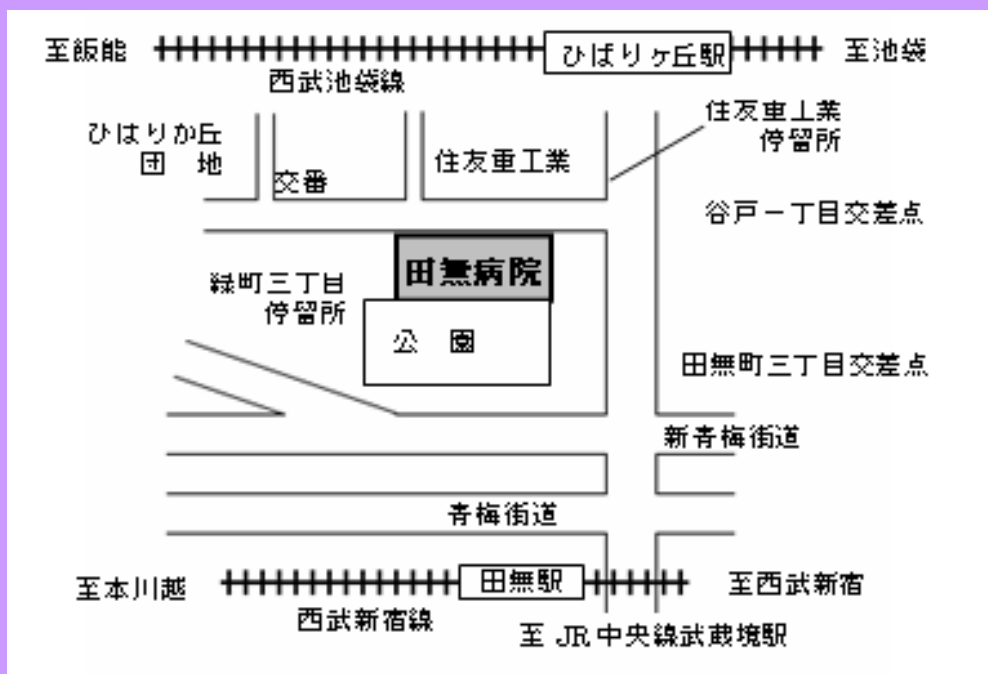 至飯能
ひばりヶ丘駅
至池袋
西武池袋線
ひはりか丘
団 地
交番
住友重工業
住友重工業
停留所
谷戸一丁目交差点
田無病院
緑町三丁目
停留所
公 園
田無町三丁目交差点
新青梅街道
青梅街道
至本川越
田無駅
至西武新宿
西武新宿線
至 JR中央線武蔵境駅